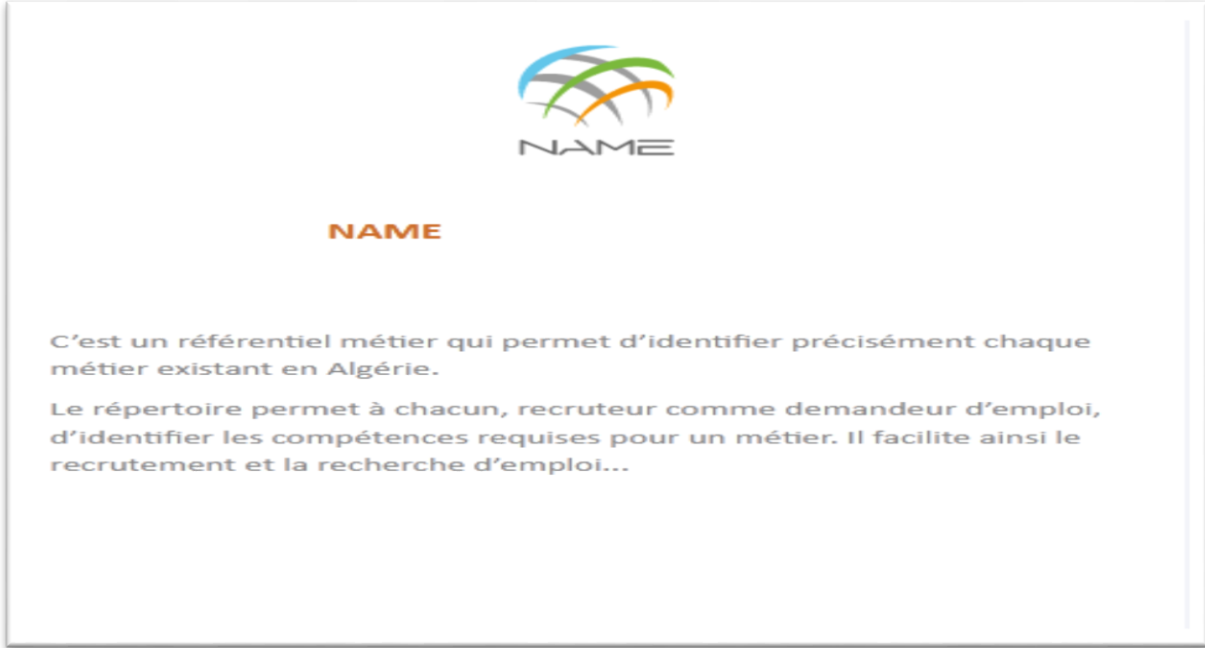 NAME
NAME
C’est un référentiel métier qui permet d’identifier précisément chaque
métier existant en Algérie.
Le répertoire permet à chacun, recruteur comme demandeur d’emploi,
d’identifier les compétences requises pour un métier. Il facilite ainsi le
recrutement et la recherche d’emploi...